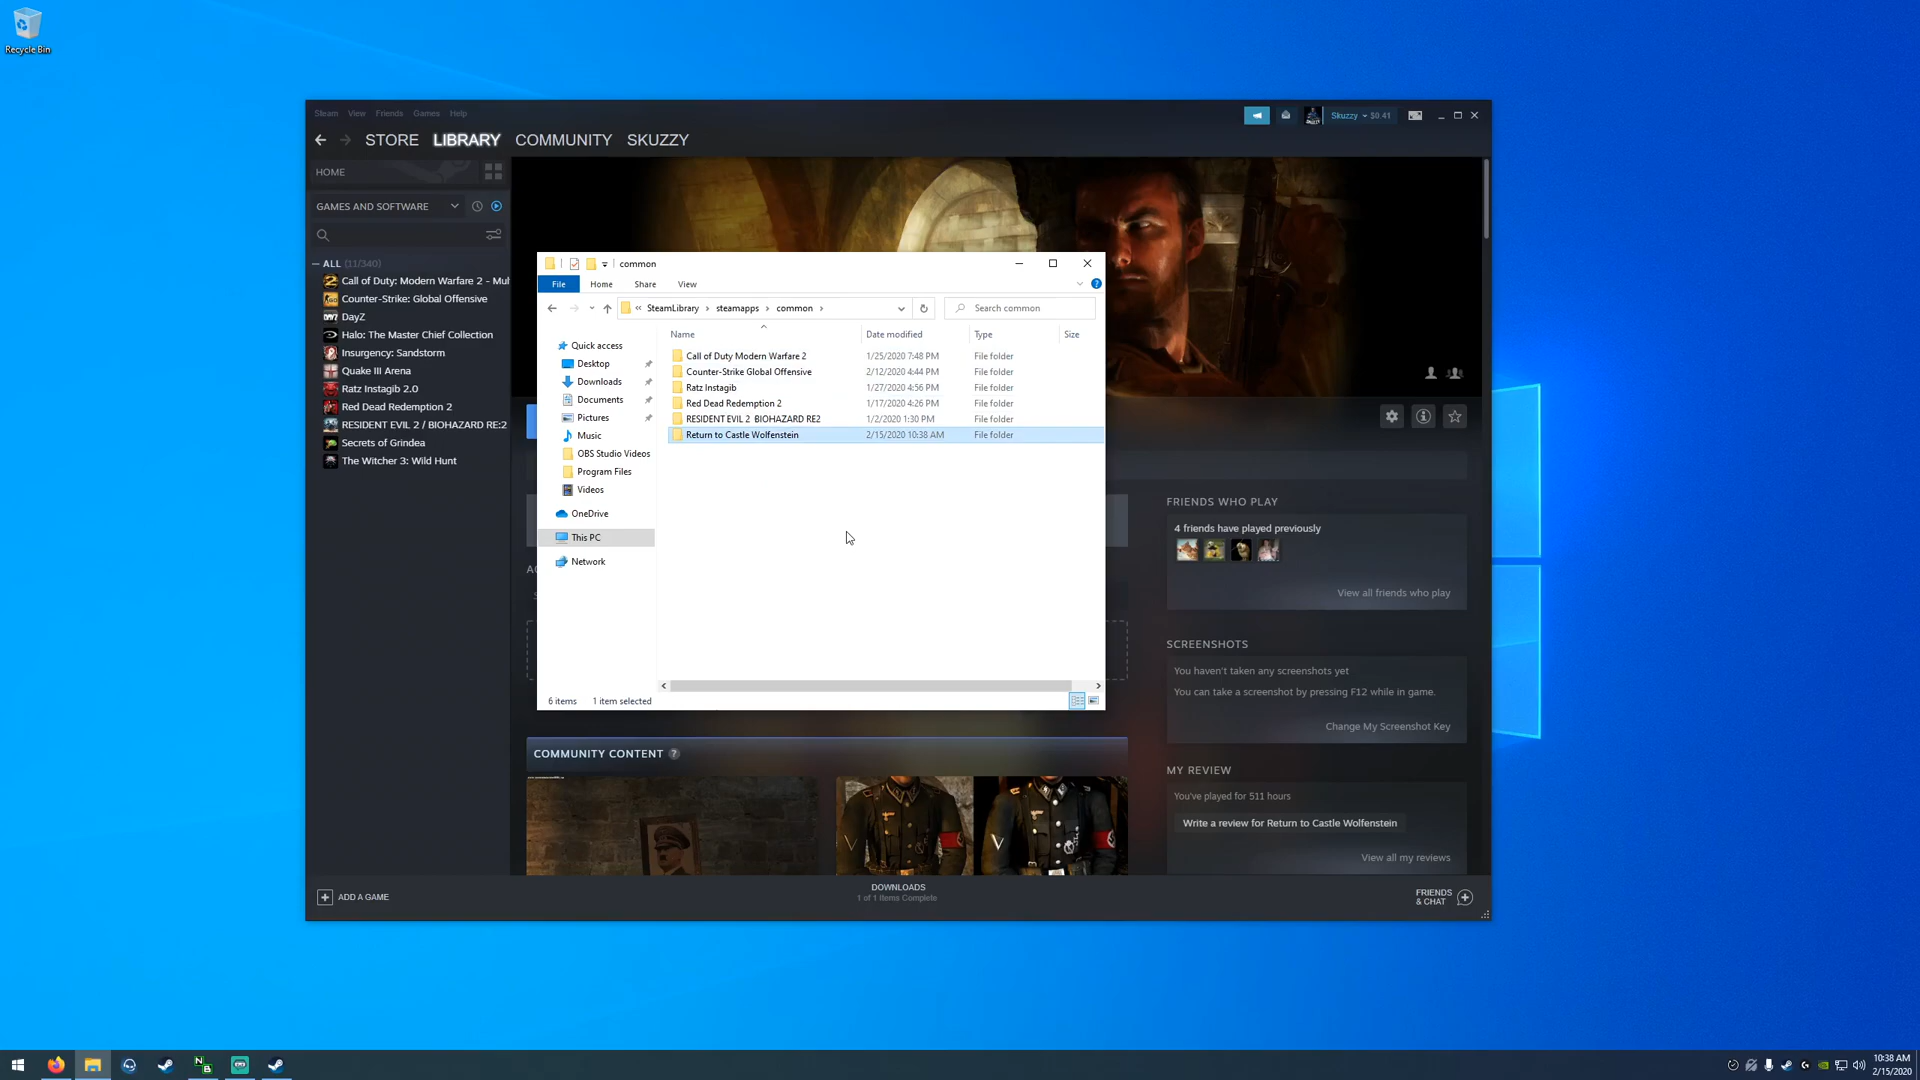 Recycle Bin
Steam View Friends Games Help
Skuzzy $0.41
STORE LIBRARY COMMUNITY SKUZZY
HOME
GAMES AND SOFTWARE
ALL (11/340)
Call of Duty: Modern Warfare 2 - Mul
Counter-Strike: Global Offensive
DayZ
Halo: The Master Chief Collection
Insurgency: Sandstorm
Quake III Arena
Ratz Instagib 2.0
Red Dead Redemption 2
RESIDENT EVIL 2 / BIOHAZARD RE:2
Secrets of Grindea
The Witcher 3: Wild Hunt
common
File Home Share View
« SteamLibrary › steamapps › common ›
Search common
Quick access
Desktop
Downloads
Documents
Pictures
Music
OBS Studio Videos
Program Files
Videos
OneDrive
This PC
Network
Name Date modified Type Size
Call of Duty Modern Warfare 2 1/25/2020 7:48 PM File folder
Counter-Strike Global Offensive 2/12/2020 4:44 PM File folder
Ratz Instagib 1/27/2020 4:56 PM File folder
Red Dead Redemption 2 1/17/2020 4:26 PM File folder
RESIDENT EVIL 2 BIOHAZARD RE2 1/2/2020 1:30 PM File folder
Return to Castle Wolfenstein 2/15/2020 10:38 AM File folder
6 items 1 item selected
FRIENDS WHO PLAY
4 friends have played previously
View all friends who play
SCREENSHOTS
You haven't taken any screenshots yet
You can take a screenshot by pressing F12 while in game.
Change My Screenshot Key
MY REVIEW
You've played for 511 hours
Write a review for Return to Castle Wolfenstein
View all my reviews
COMMUNITY CONTENT ?
ADD A GAME
DOWNLOADS
1 of 1 Items Complete
FRIENDS
& CHAT
10:38 AM
2/15/2020